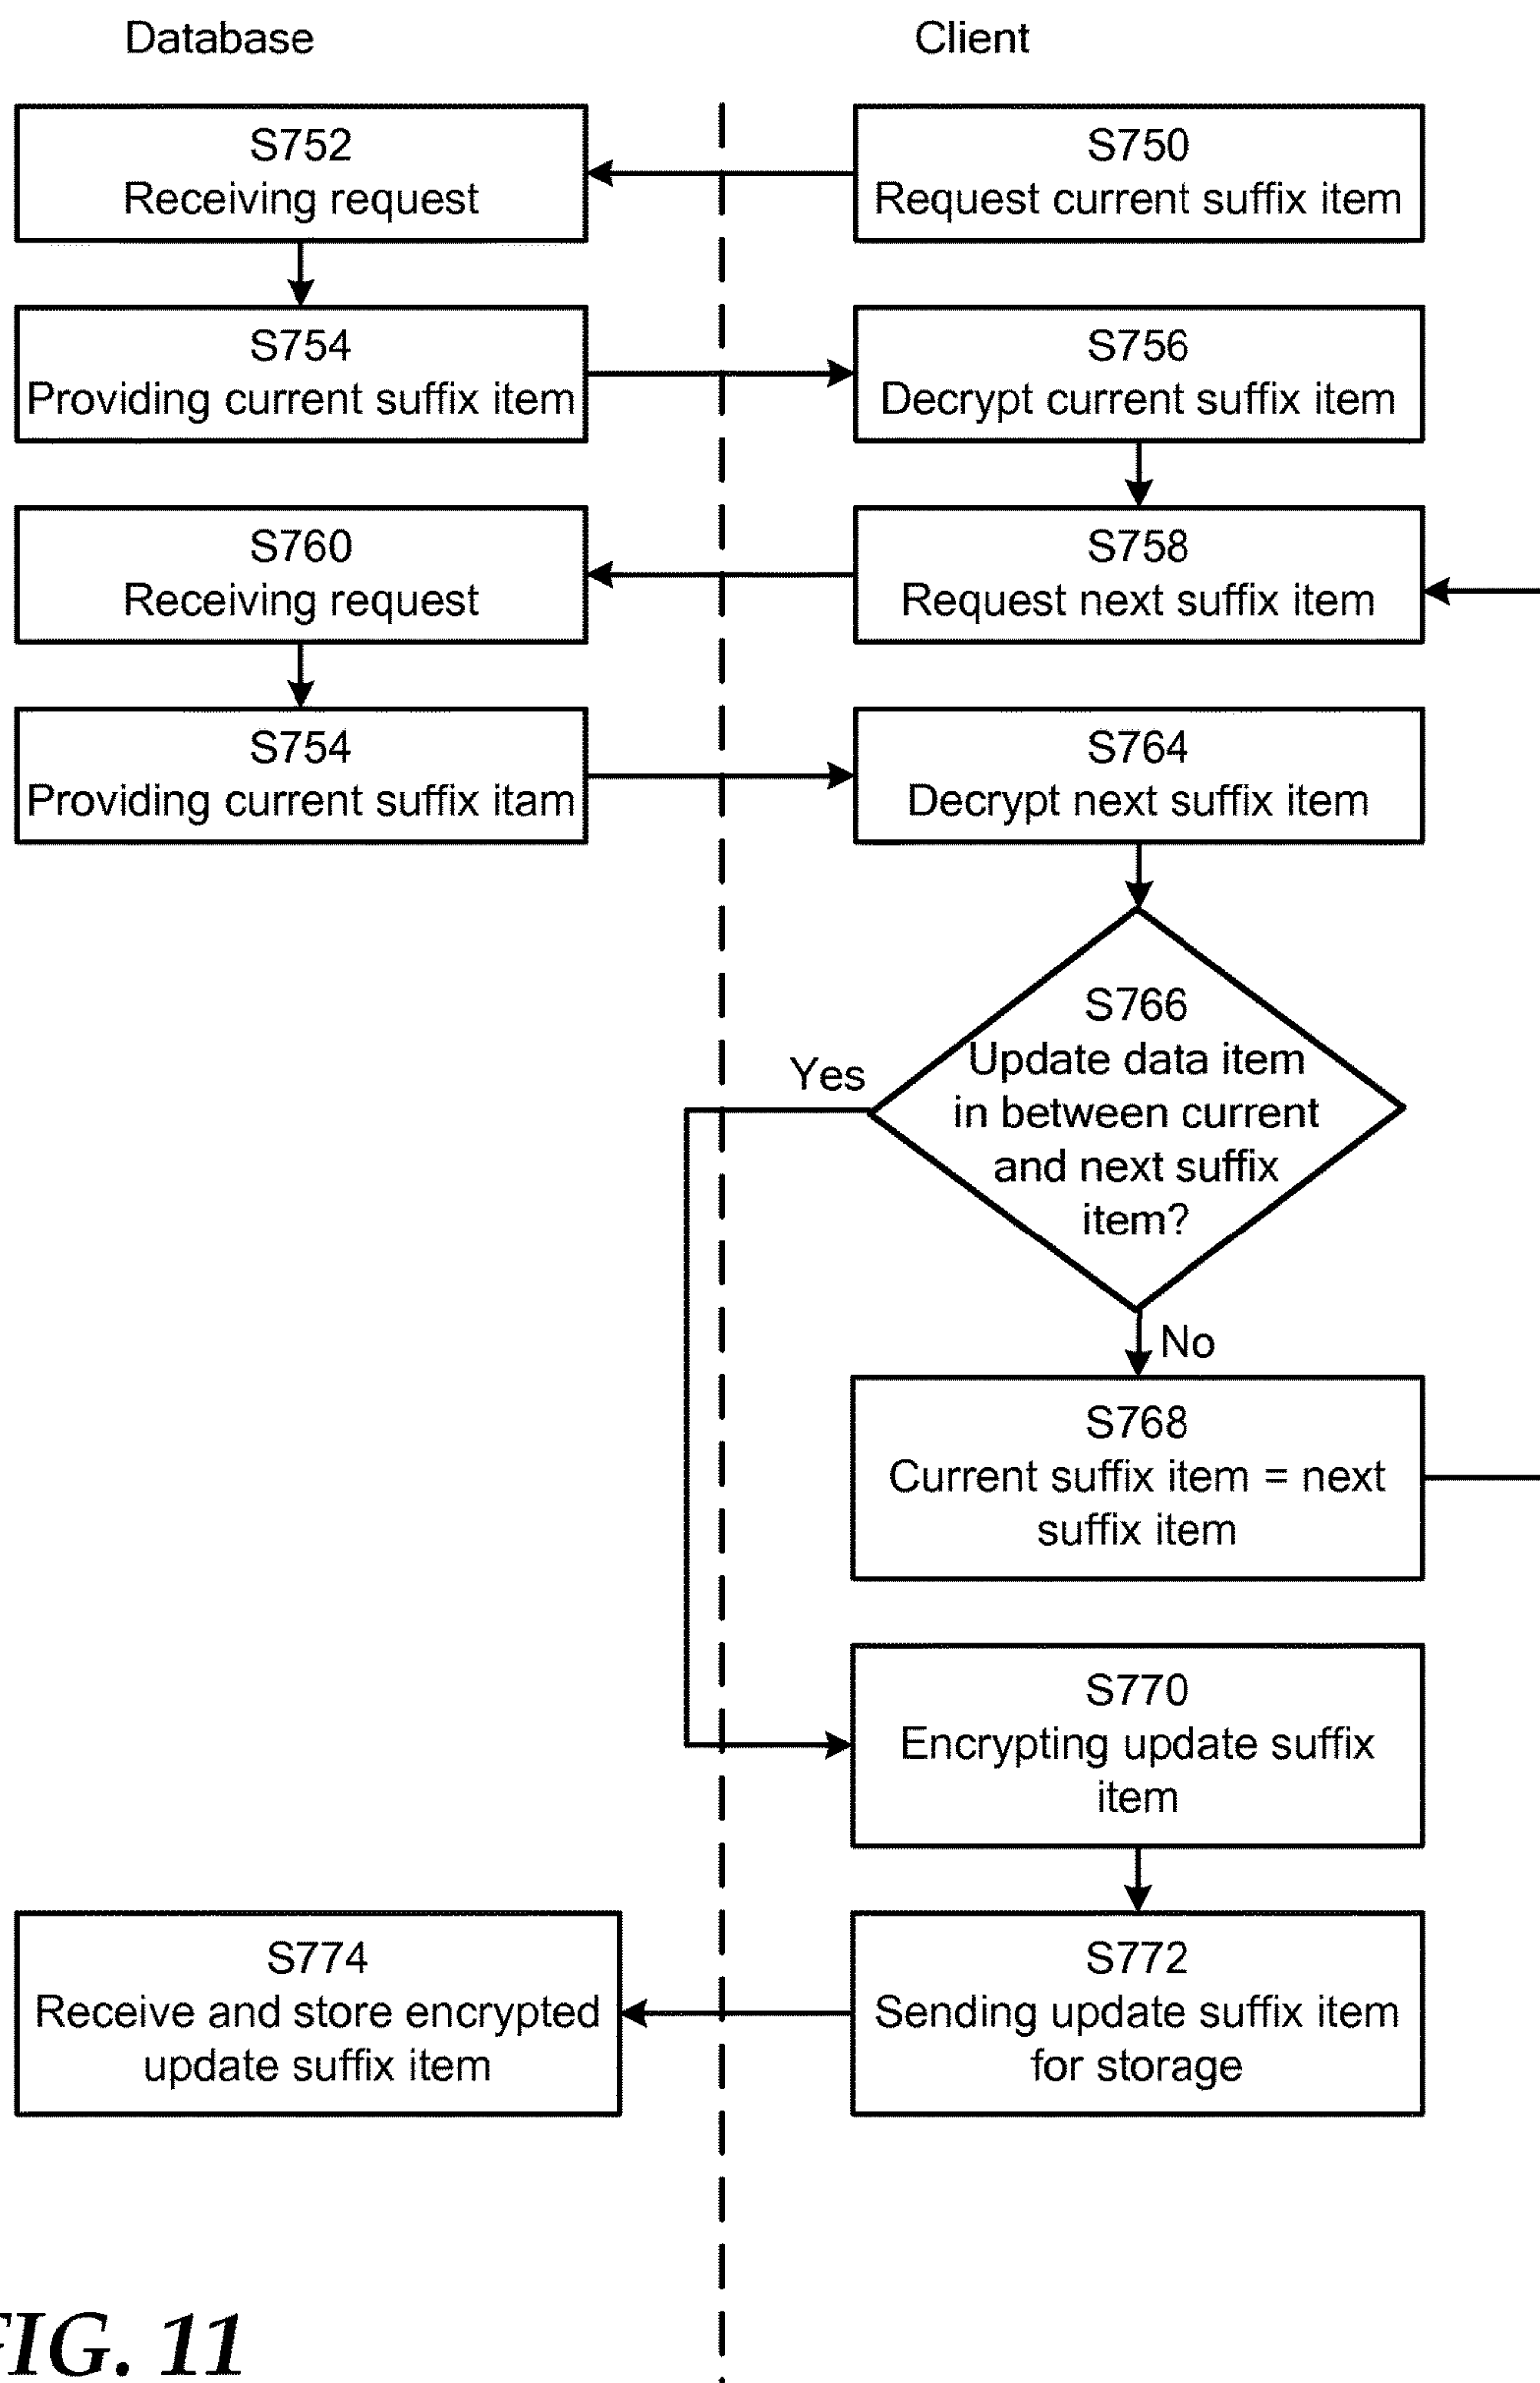 Database
Client
S752
Receiving request
S750
Request current suffix item
S754
Providing current suffix item
S756
Decrypt current suffix item
S760
Receiving request
S758
Request next suffix item
S754
Providing current suffix itam
S764
Decrypt next suffix item
S766
Update data item
in between current
and next suffix
item?
Yes
No
S768
Current suffix item = next
suffix item
S770
Encrypting update suffix
item
S774
Receive and store encrypted
update suffix item
S772
Sending update suffix item
for storage
FIG. 11